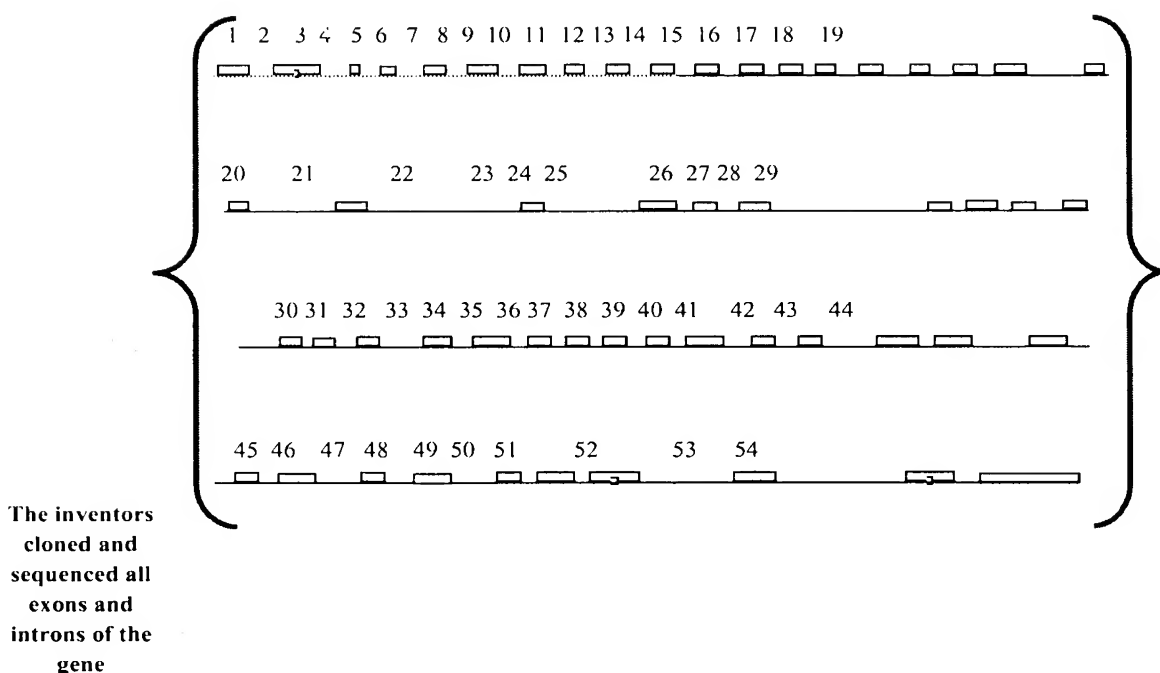 1 2 3 4 5 6 7 8 9 10 11 12 13 14 15 16 17 18 19
20 21 22 23 24 25 26 27 28 29
30 31 32 33 34 35 36 37 38 39 40 41 42 43 44
45 46 47 48 49 50 51 52 53 54
The inventors
cloned and
sequenced all
exons and
introns of the
gene